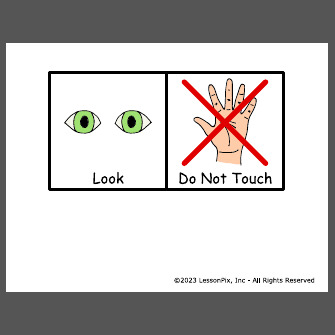 Look
Do Not Touch
©2023 LessonPix, Inc - All Rights Reserved